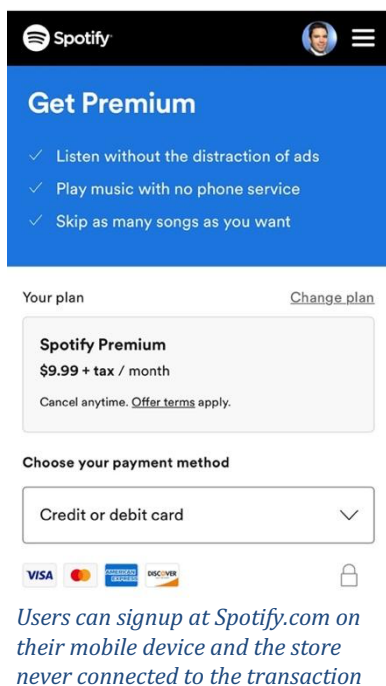 Spotify
Get Premium
Listen without the distraction of ads
Play music with no phone service
Skip as many songs as you want
Your plan Change plan
Spotify Premium
$9.99 + tax / month
Cancel anytime. Offer terms apply.
Choose your payment method
Credit or debit card
VISA AMERICAN EXPRESS DISCOVER
Users can signup at Spotify.com on
their mobile device and the store
never connected to the transaction